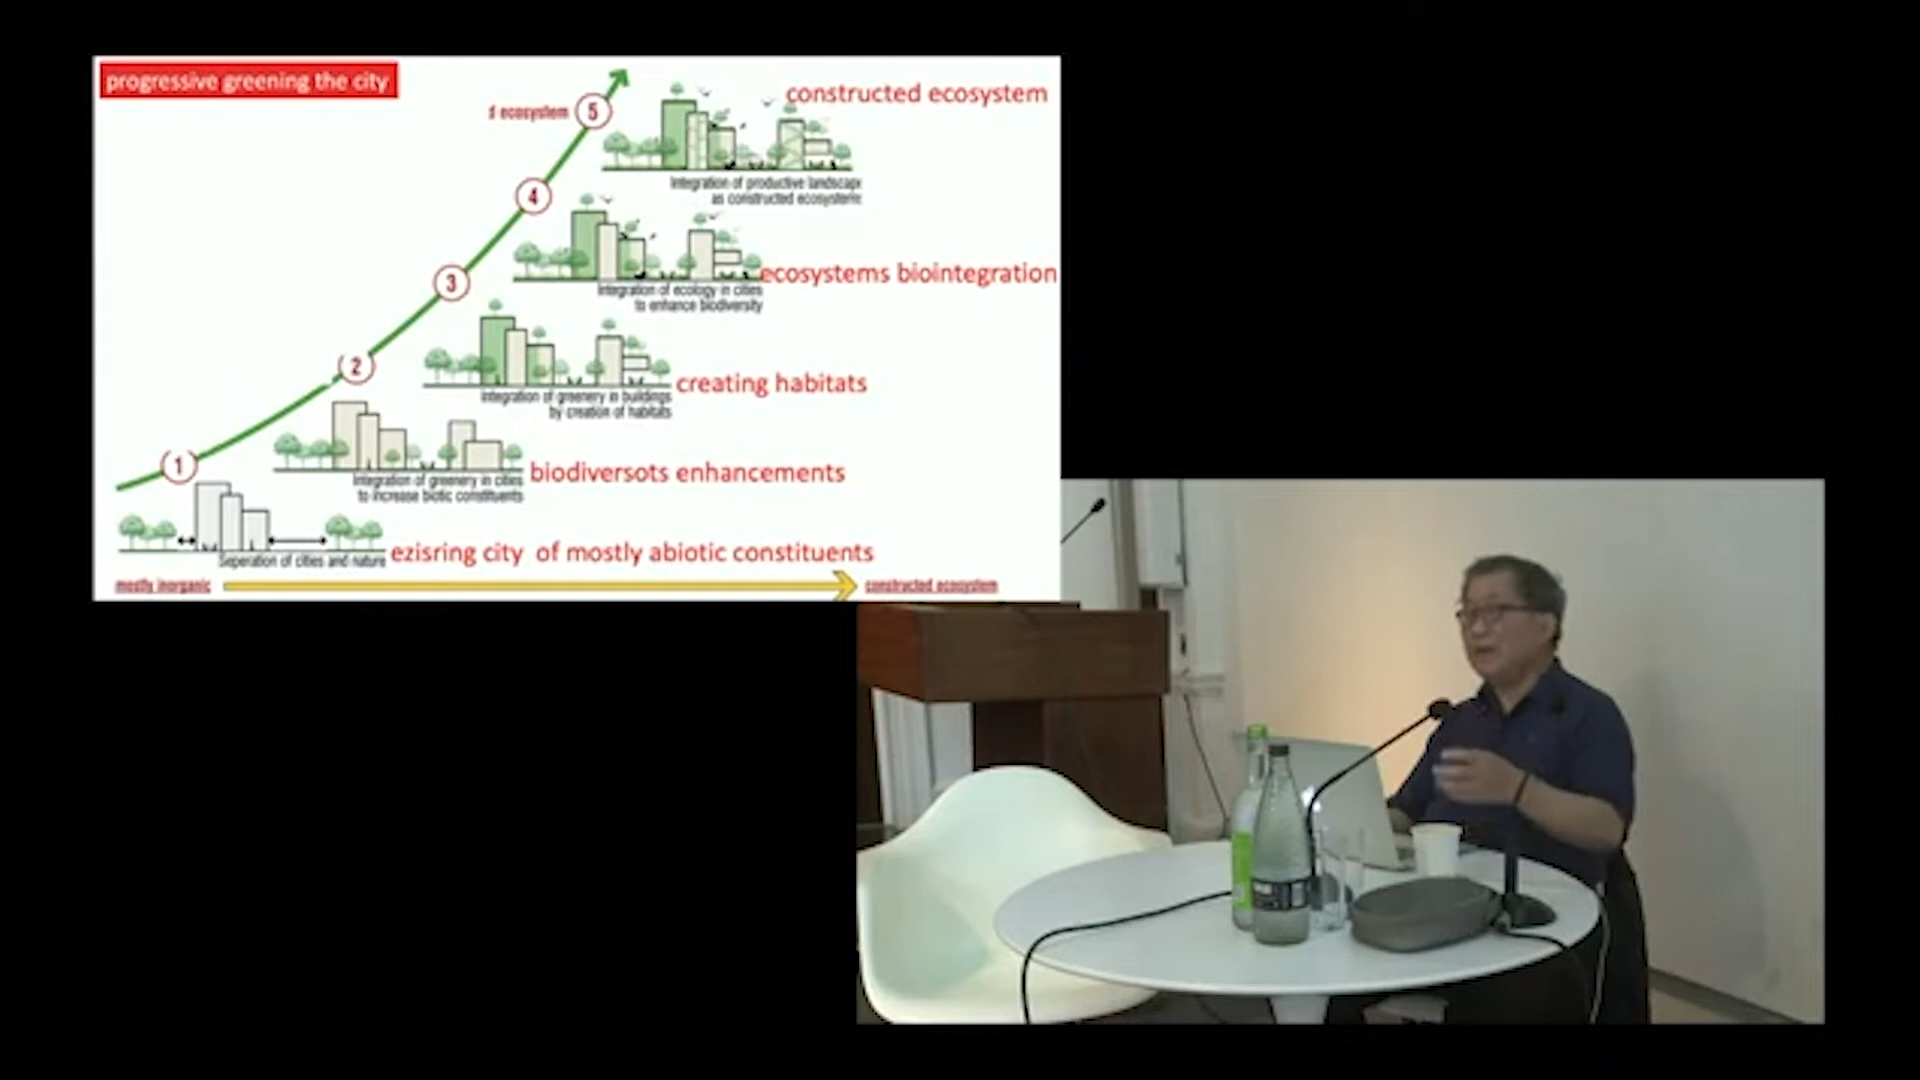 progressive greening the city
constructed ecosystem
ecosystem
5
Integration of productive landscape
as constructed ecosystem
4
ecosystems biointegration
Integration of ecology in cities
to enhance biodiversity
3
creating habitats
Integration of greenery in buildings
by creation of habitats
2
biodiversots enhancements
Integration of greenery in cities
to increase biotic constituents
1
ezisring city of mostly abiotic constituents
Seperation of cities and nature
mostly inorganic
constructed ecosystem